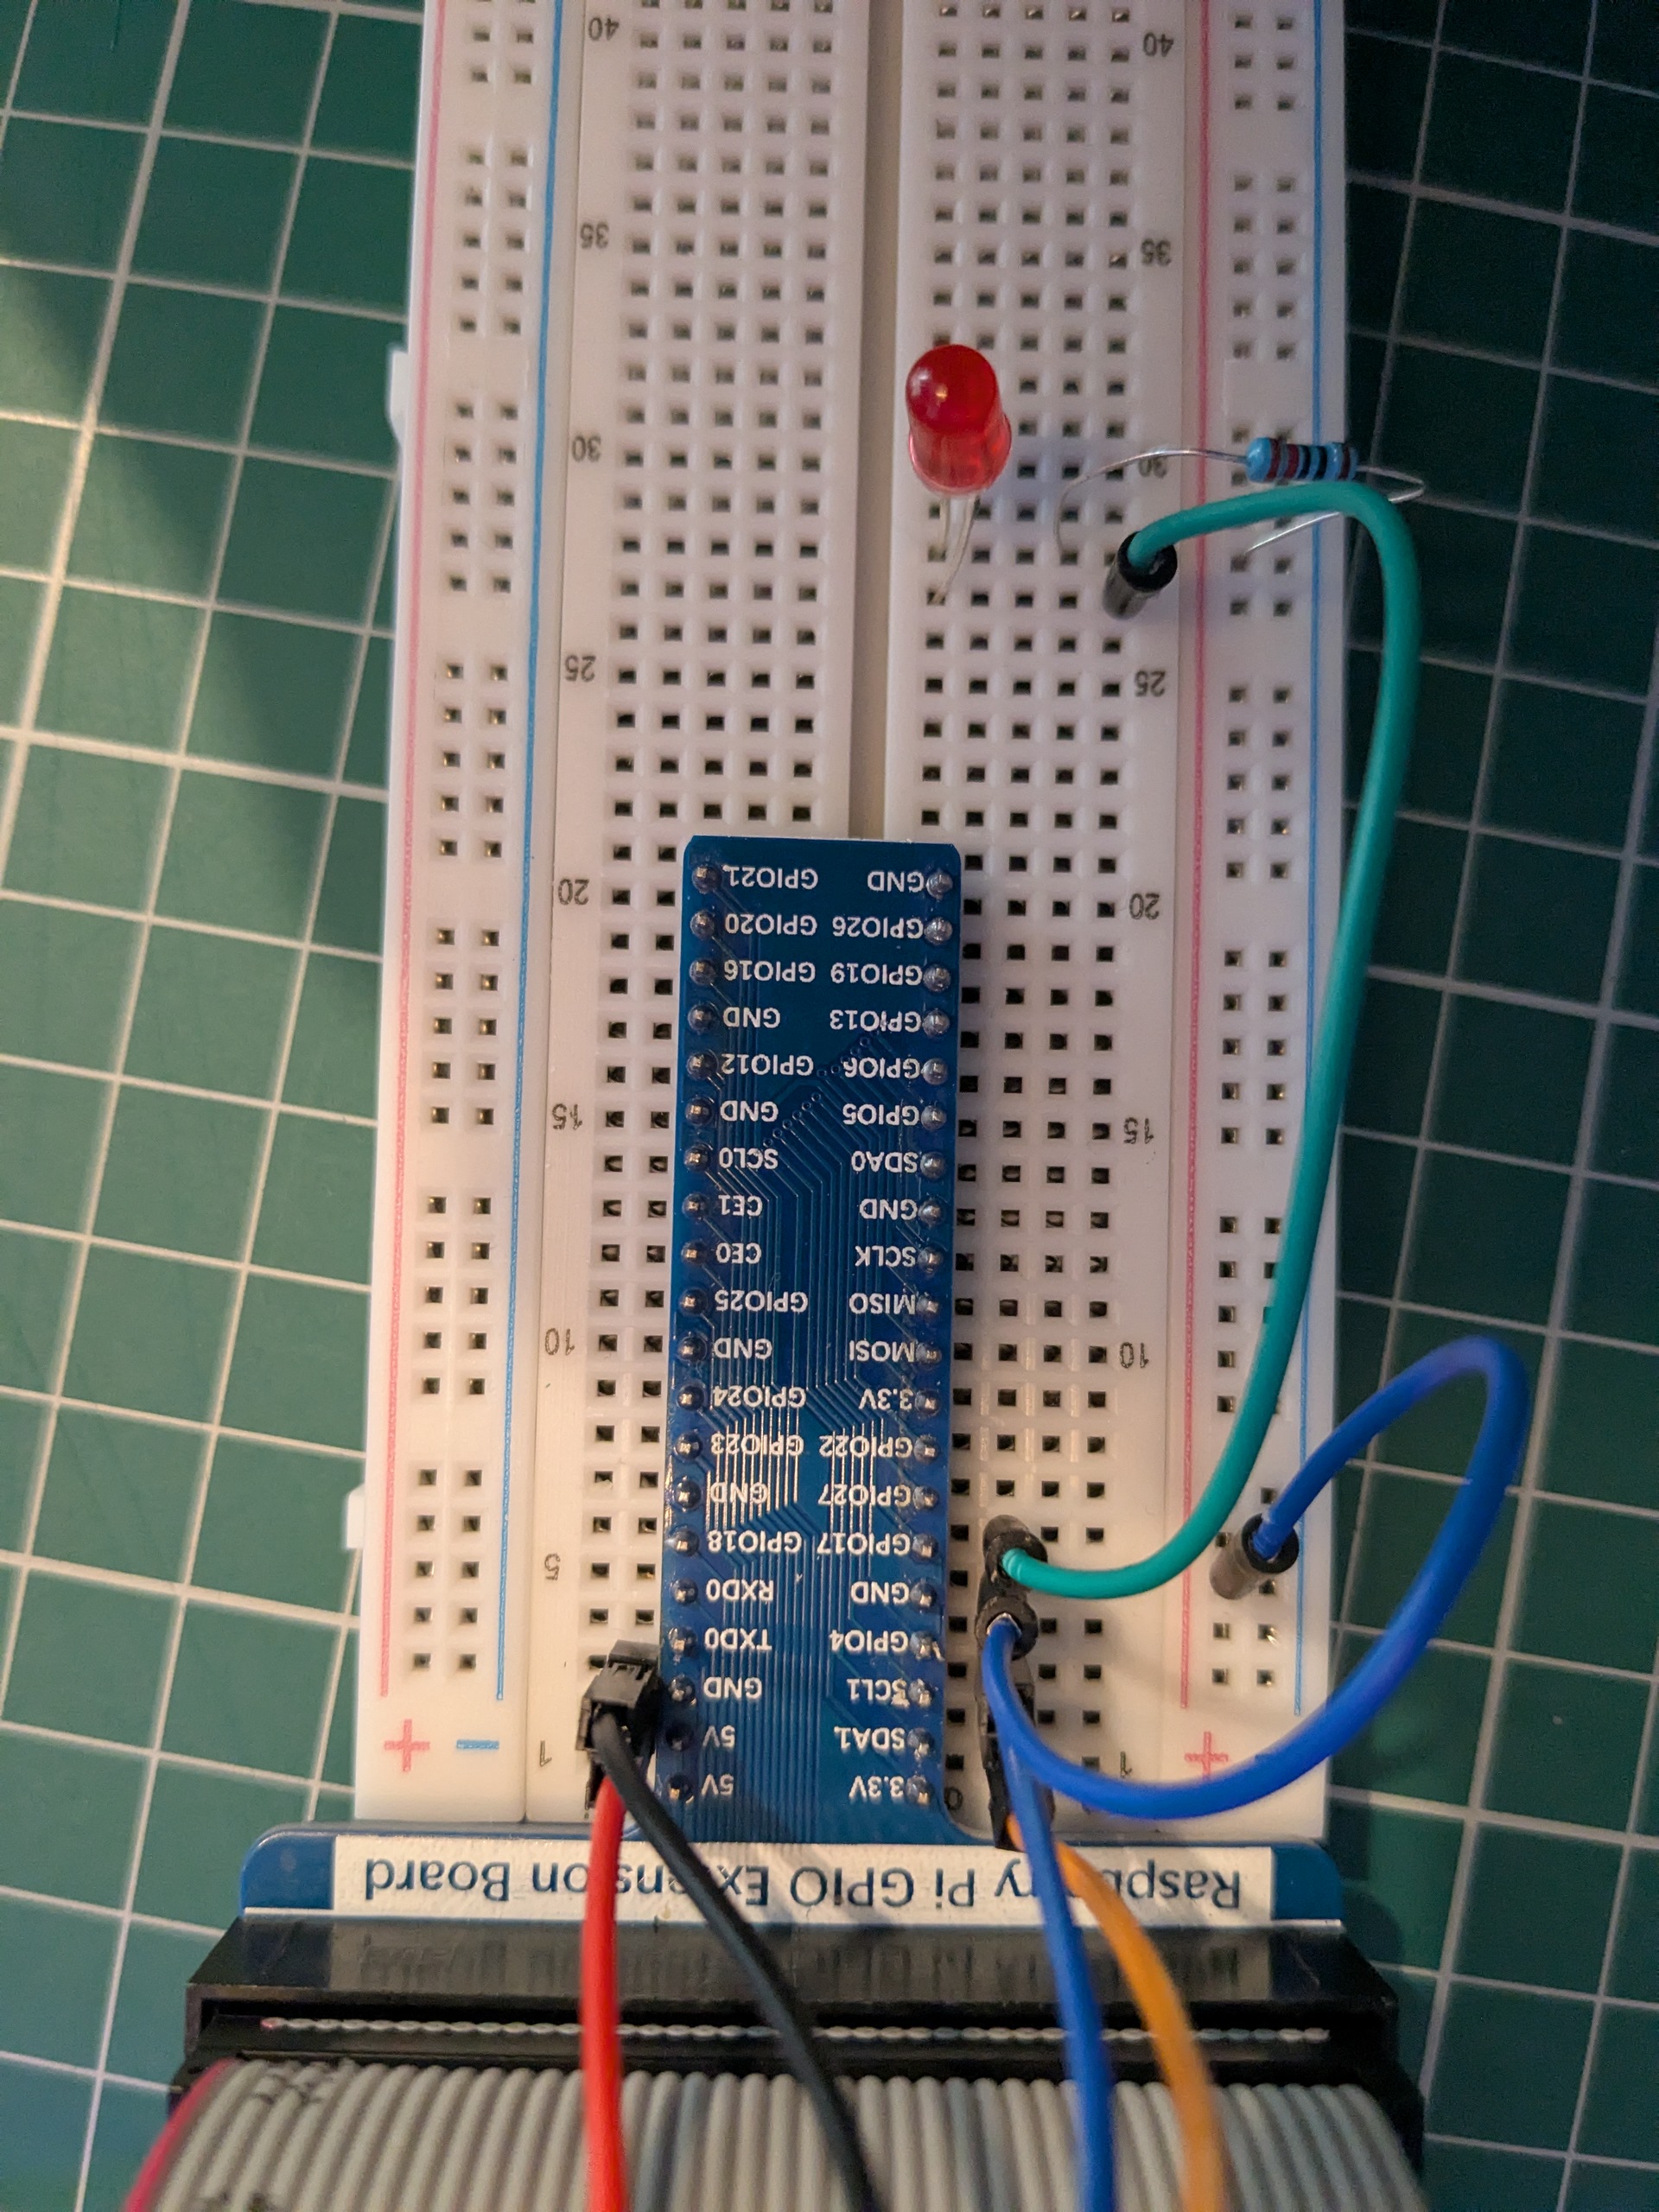 Raspberry Pi GPIO Extension Board
3.3V 5V
- + - +
1 SDA1 5V 1
SCL1 GND
GPIO4 TXD0
GND RXD0
5
GPIO17 GPIO18
GPIO27 GND
GPIO22 GPIO23
3.3V GPIO24
10 MOSI GND 10
MISO GPIO25
SCLK CE0
GND CE1
SDA0 SCL0
15 GPIO5 GND 15
GPIO6 GPIO12
GPIO13 GND
GPIO19 GPIO16
GPIO26 GPIO20
20 GND GPIO21 20
25 25
30 30
35 35
40 40